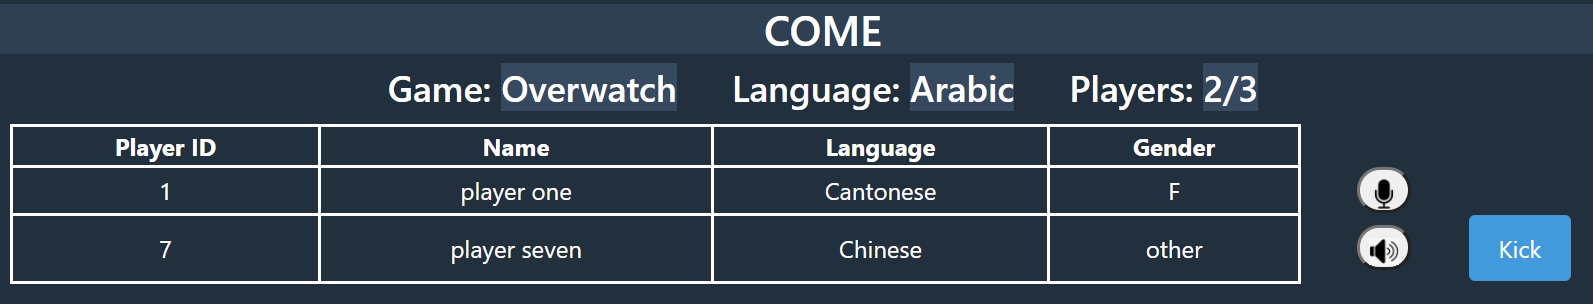 COME
Game: Overwatch Language: Arabic Players: 2/3
Player ID Name Language Gender
1 player one Cantonese F
7 player seven Chinese other Kick